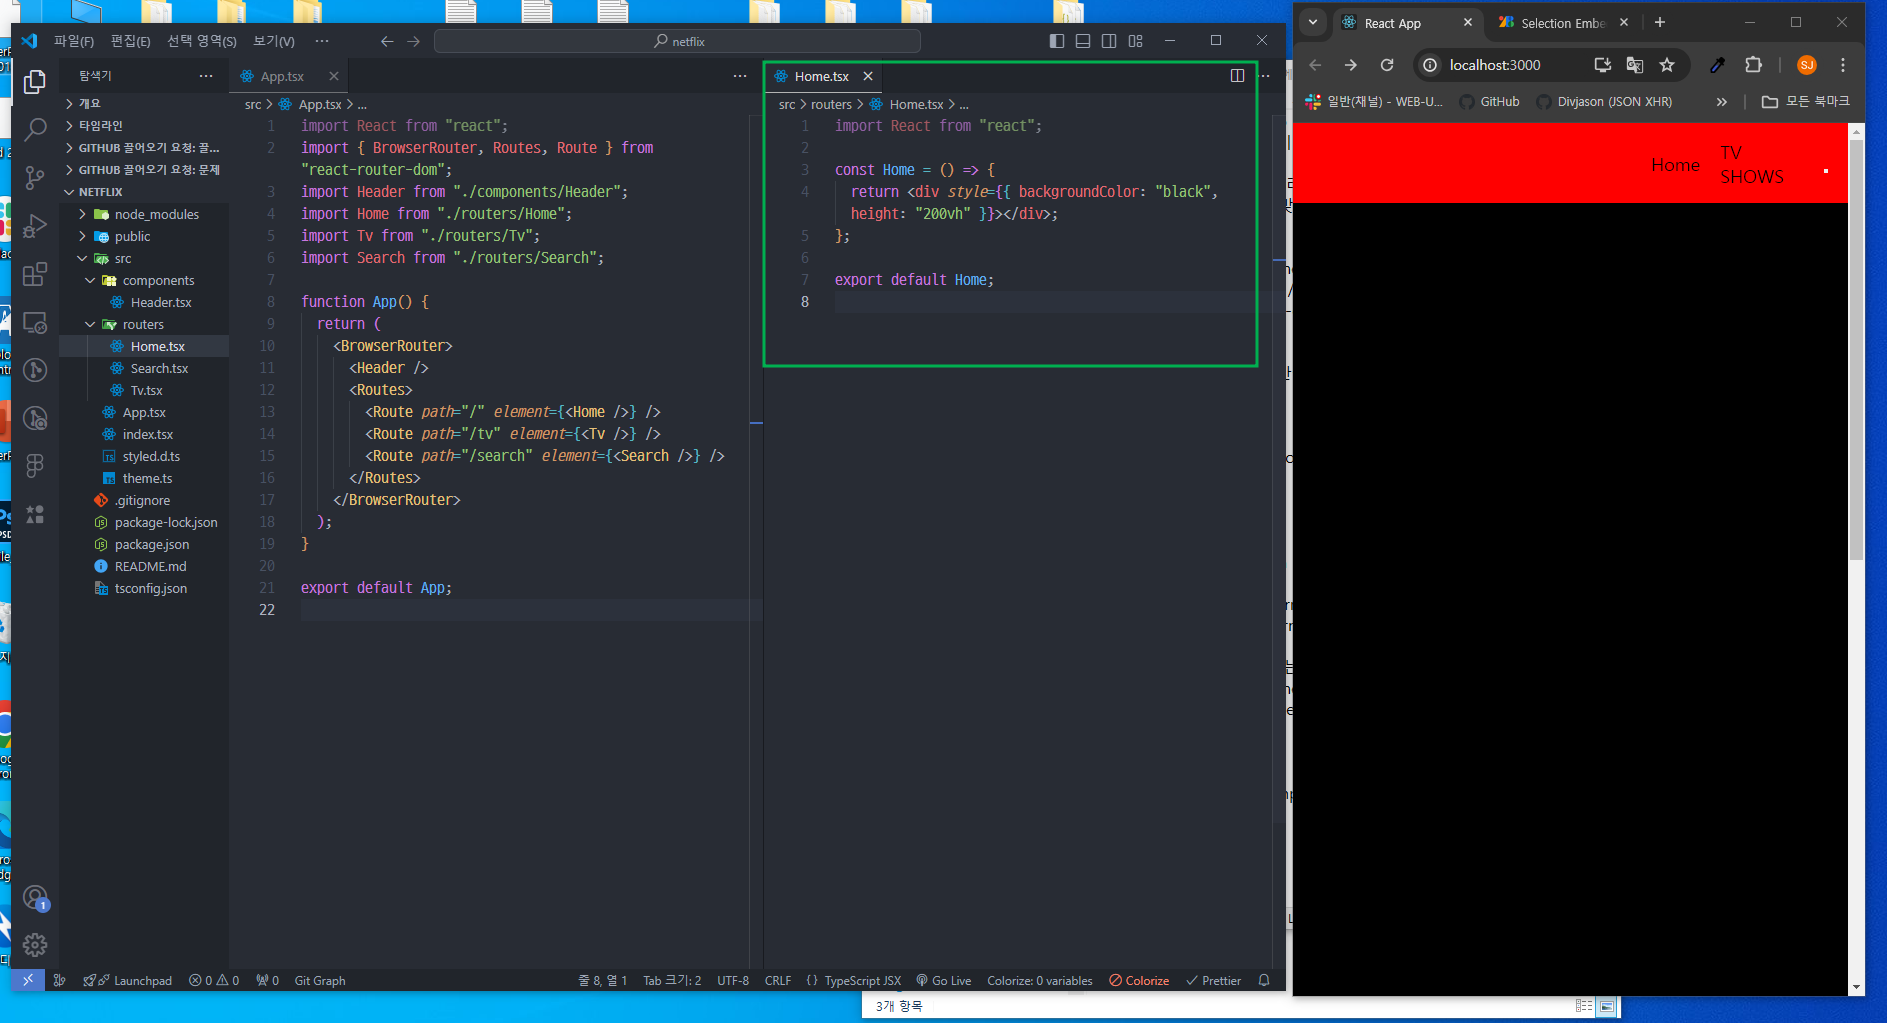 파일(F) 편집(E) 선택 영역(S) 보기(V) ··· netflix
탐색기 ···
개요
타임라인
GITHUB 끌어오기 요청: 끌...
GITHUB 끌어오기 요청: 문제
NETFLIX
node_modules
public
src
components
Header.tsx
routers
Home.tsx
Search.tsx
Tv.tsx
App.tsx
index.tsx
styled.d.ts
theme.ts
.gitignore
package-lock.json
package.json
README.md
tsconfig.json
App.tsx
src > App.tsx > ...
1 import React from "react";
2 import { BrowserRouter, Routes, Route } from
"react-router-dom";
3 import Header from "./components/Header";
4 import Home from "./routers/Home";
5 import Tv from "./routers/Tv";
6 import Search from "./routers/Search";
7
8 function App() {
9 return (
10 <BrowserRouter>
11 <Header />
12 <Routes>
13 <Route path="/" element={<Home />} />
14 <Route path="/tv" element={<Tv />} />
15 <Route path="/search" element={<Search />} />
16 </Routes>
17 </BrowserRouter>
18 );
19 }
20
21 export default App;
22
Home.tsx
src > routers > Home.tsx > ...
1 import React from "react";
2
3 const Home = () => {
4 return <div style={{ backgroundColor: "black",
height: "200vh" }}></div>;
5 };
6
7 export default Home;
8
1
Launchpad 0 0 0 Git Graph 줄 8, 열 1 Tab 크기: 2 UTF-8 CRLF {} TypeScript JSX Go Live Colorize: 0 variables Colorize Prettier
3개 항목
React App Selection Embe
localhost:3000 SJ
일반(채널) - WEB-U... GitHub Divjason (JSON XHR) » 모든 북마크
Home TV
SHOWS